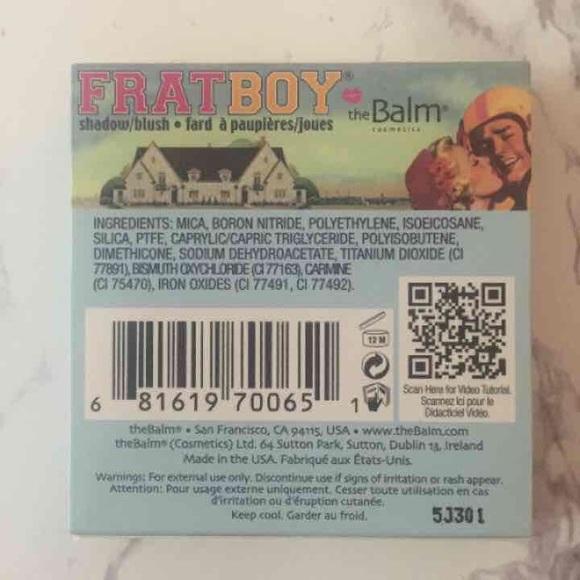 FRATBOY®
theBalm®
cosmetics
shadow/blush • fard à paupières/joues
INGREDIENTS: MICA, BORON NITRIDE, POLYETHYLENE, ISOEICOSANE,
SILICA, PTFE, CAPRYLIC/CAPRIC TRIGLYCERIDE, POLYISOBUTENE,
DIMETHICONE, SODIUM DEHYDROACETATE, TITANIUM DIOXIDE (CI
77891), BISMUTH OXYCHLORIDE (CI 77163), CARMINE
(CI 75470), IRON OXIDES (CI 77491, CI 77492).
12 M
6 81619 70065 1
Scan Here for Video Tutorial.
Scannez Ici pour le
Didacticiel Vidéo.
theBalm® • San Francisco, CA 94115, USA • www.theBalm.com
theBalm® (Cosmetics) Ltd. 64 Sutton Park, Sutton, Dublin 13, Ireland
Made in the USA. Fabriqué aux États-Unis.
Warnings: For external use only. Discontinue use if signs of irritation or rash appear.
Attention: Pour usage externe uniquement. Cesser toute utilisation en cas
d'irritation ou d'éruption cutanée.
Keep cool. Garder au froid.
5J301